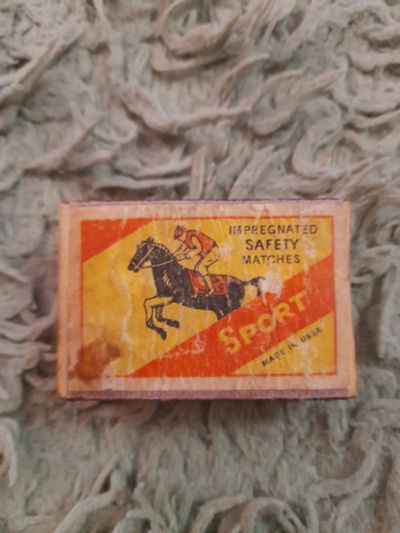 IMPREGNATED
SAFETY
MATCHES
SPORT
MADE IN USSR